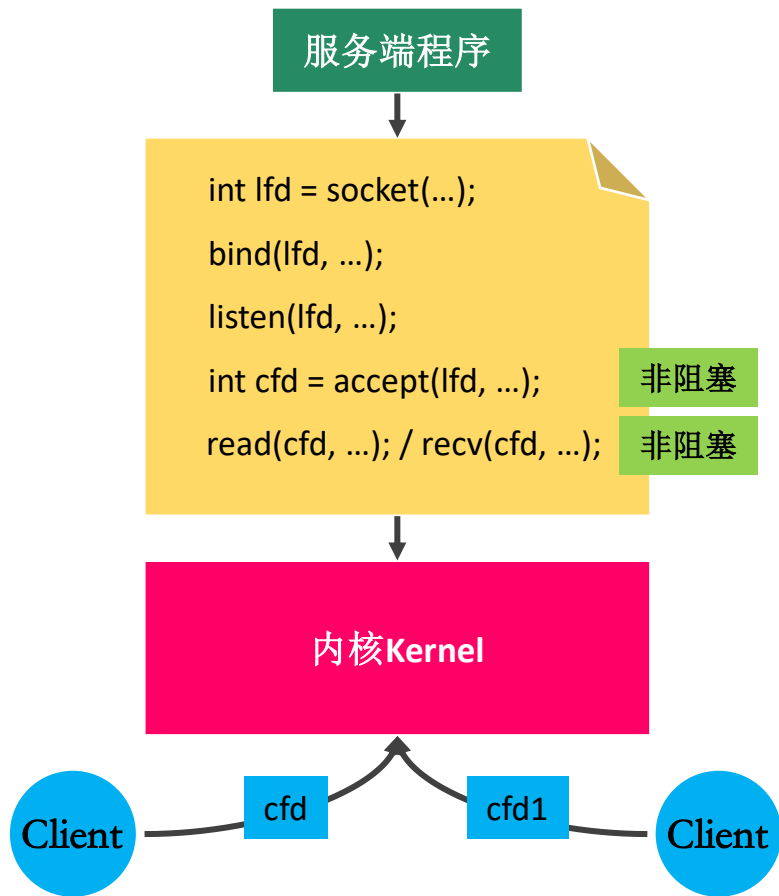 服务端程序
int lfd = socket(…);
bind(lfd, …);
listen(lfd, …);
int cfd = accept(lfd, …);
非阻塞
read(cfd, …); / recv(cfd, …);
非阻塞
内核Kernel
cfd
cfd1
Client
Client